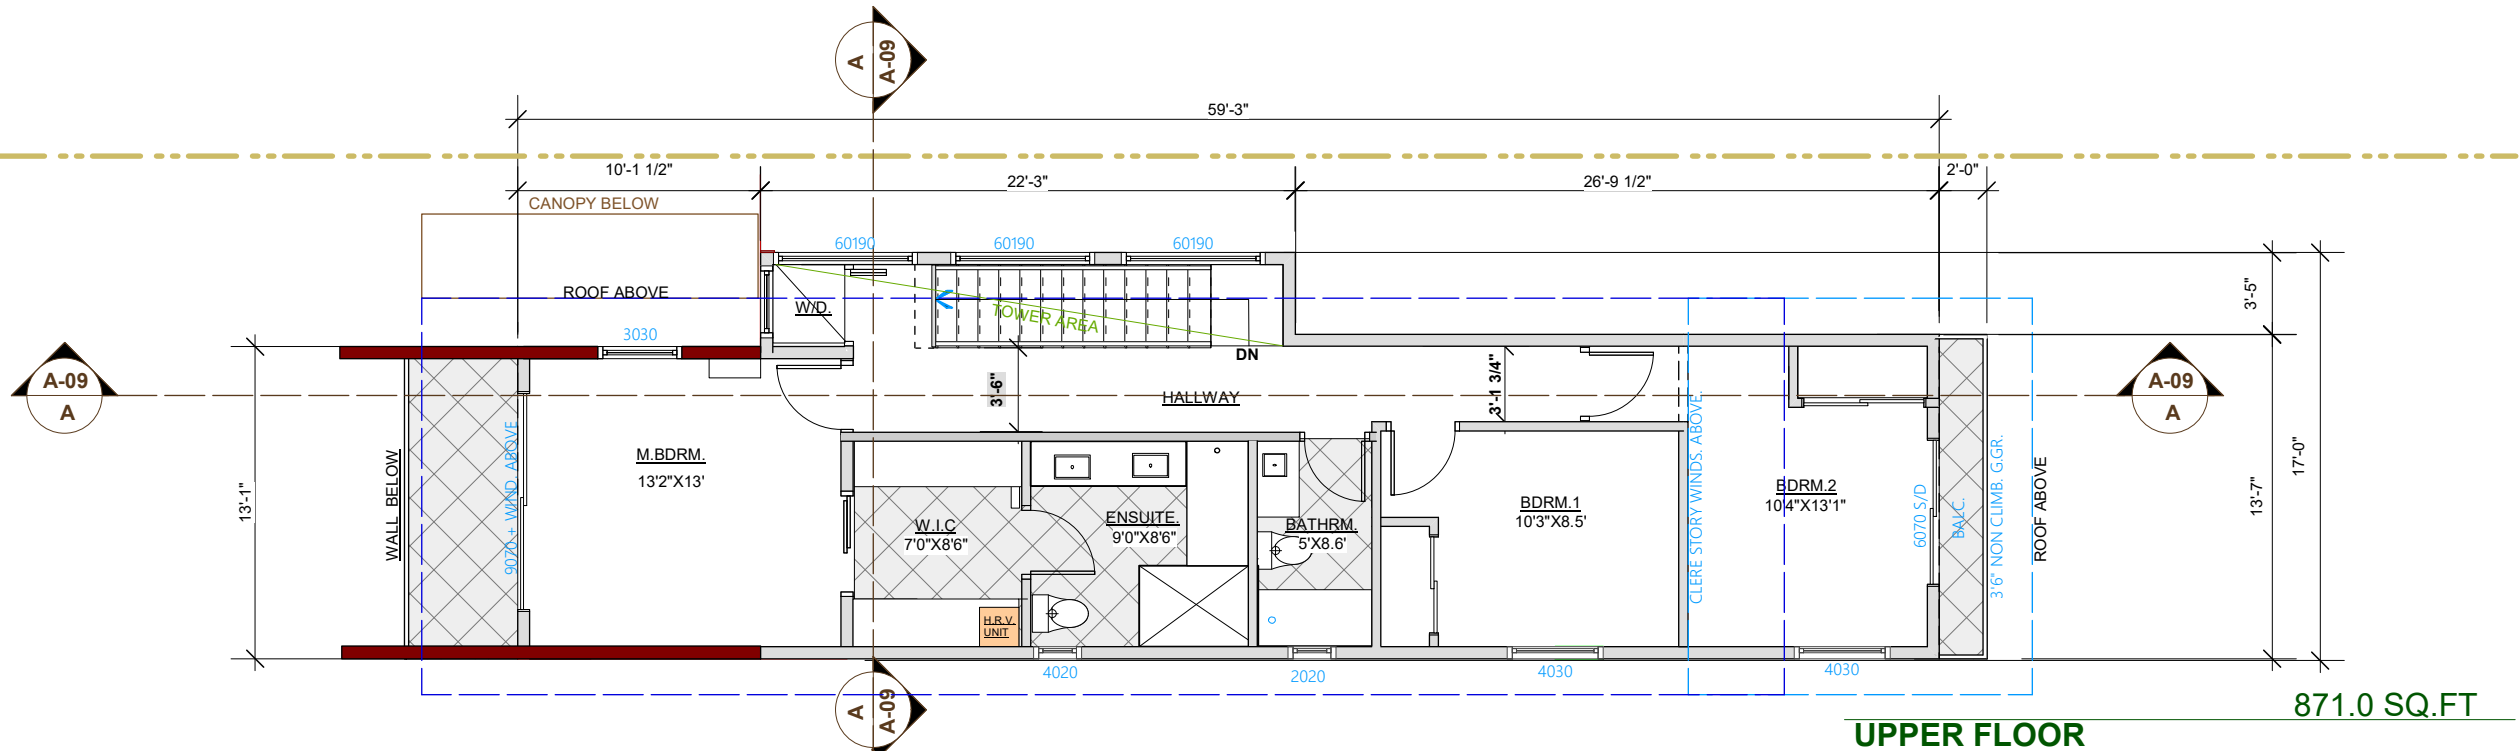 A
A-09
59'-3"
10'-1 1/2"
22'-3"
26'-9 1/2"
2'-0"
CANOPY BELOW
60190
60190
60190
ROOF ABOVE
W/D.
TOWER AREA
3030
DN
3'-5"
17'-0"
A-09
A
3'-6"
HALLWAY
3'-1 3/4"
A-09
A
13'-1"
WALL BELOW
9070 + WIND. ABOVE
M.BDRM.
13'2"X13'
W.I.C
7'0"X8'6"
ENSUITE.
9'0"X8'6"
BATHRM.
5'X8.6'
BDRM.1
10'3"X8.5'
CLERE STORY WINDS. ABOVE.
BDRM.2
10'4"X13'1"
6070 S/D
BALC.
3'6" NON CLIMB. G.GR.
ROOF ABOVE
13'-7"
H.R.V.
UNIT
4020
2020
4030
4030
A
A-09
871.0 SQ.FT
UPPER FLOOR